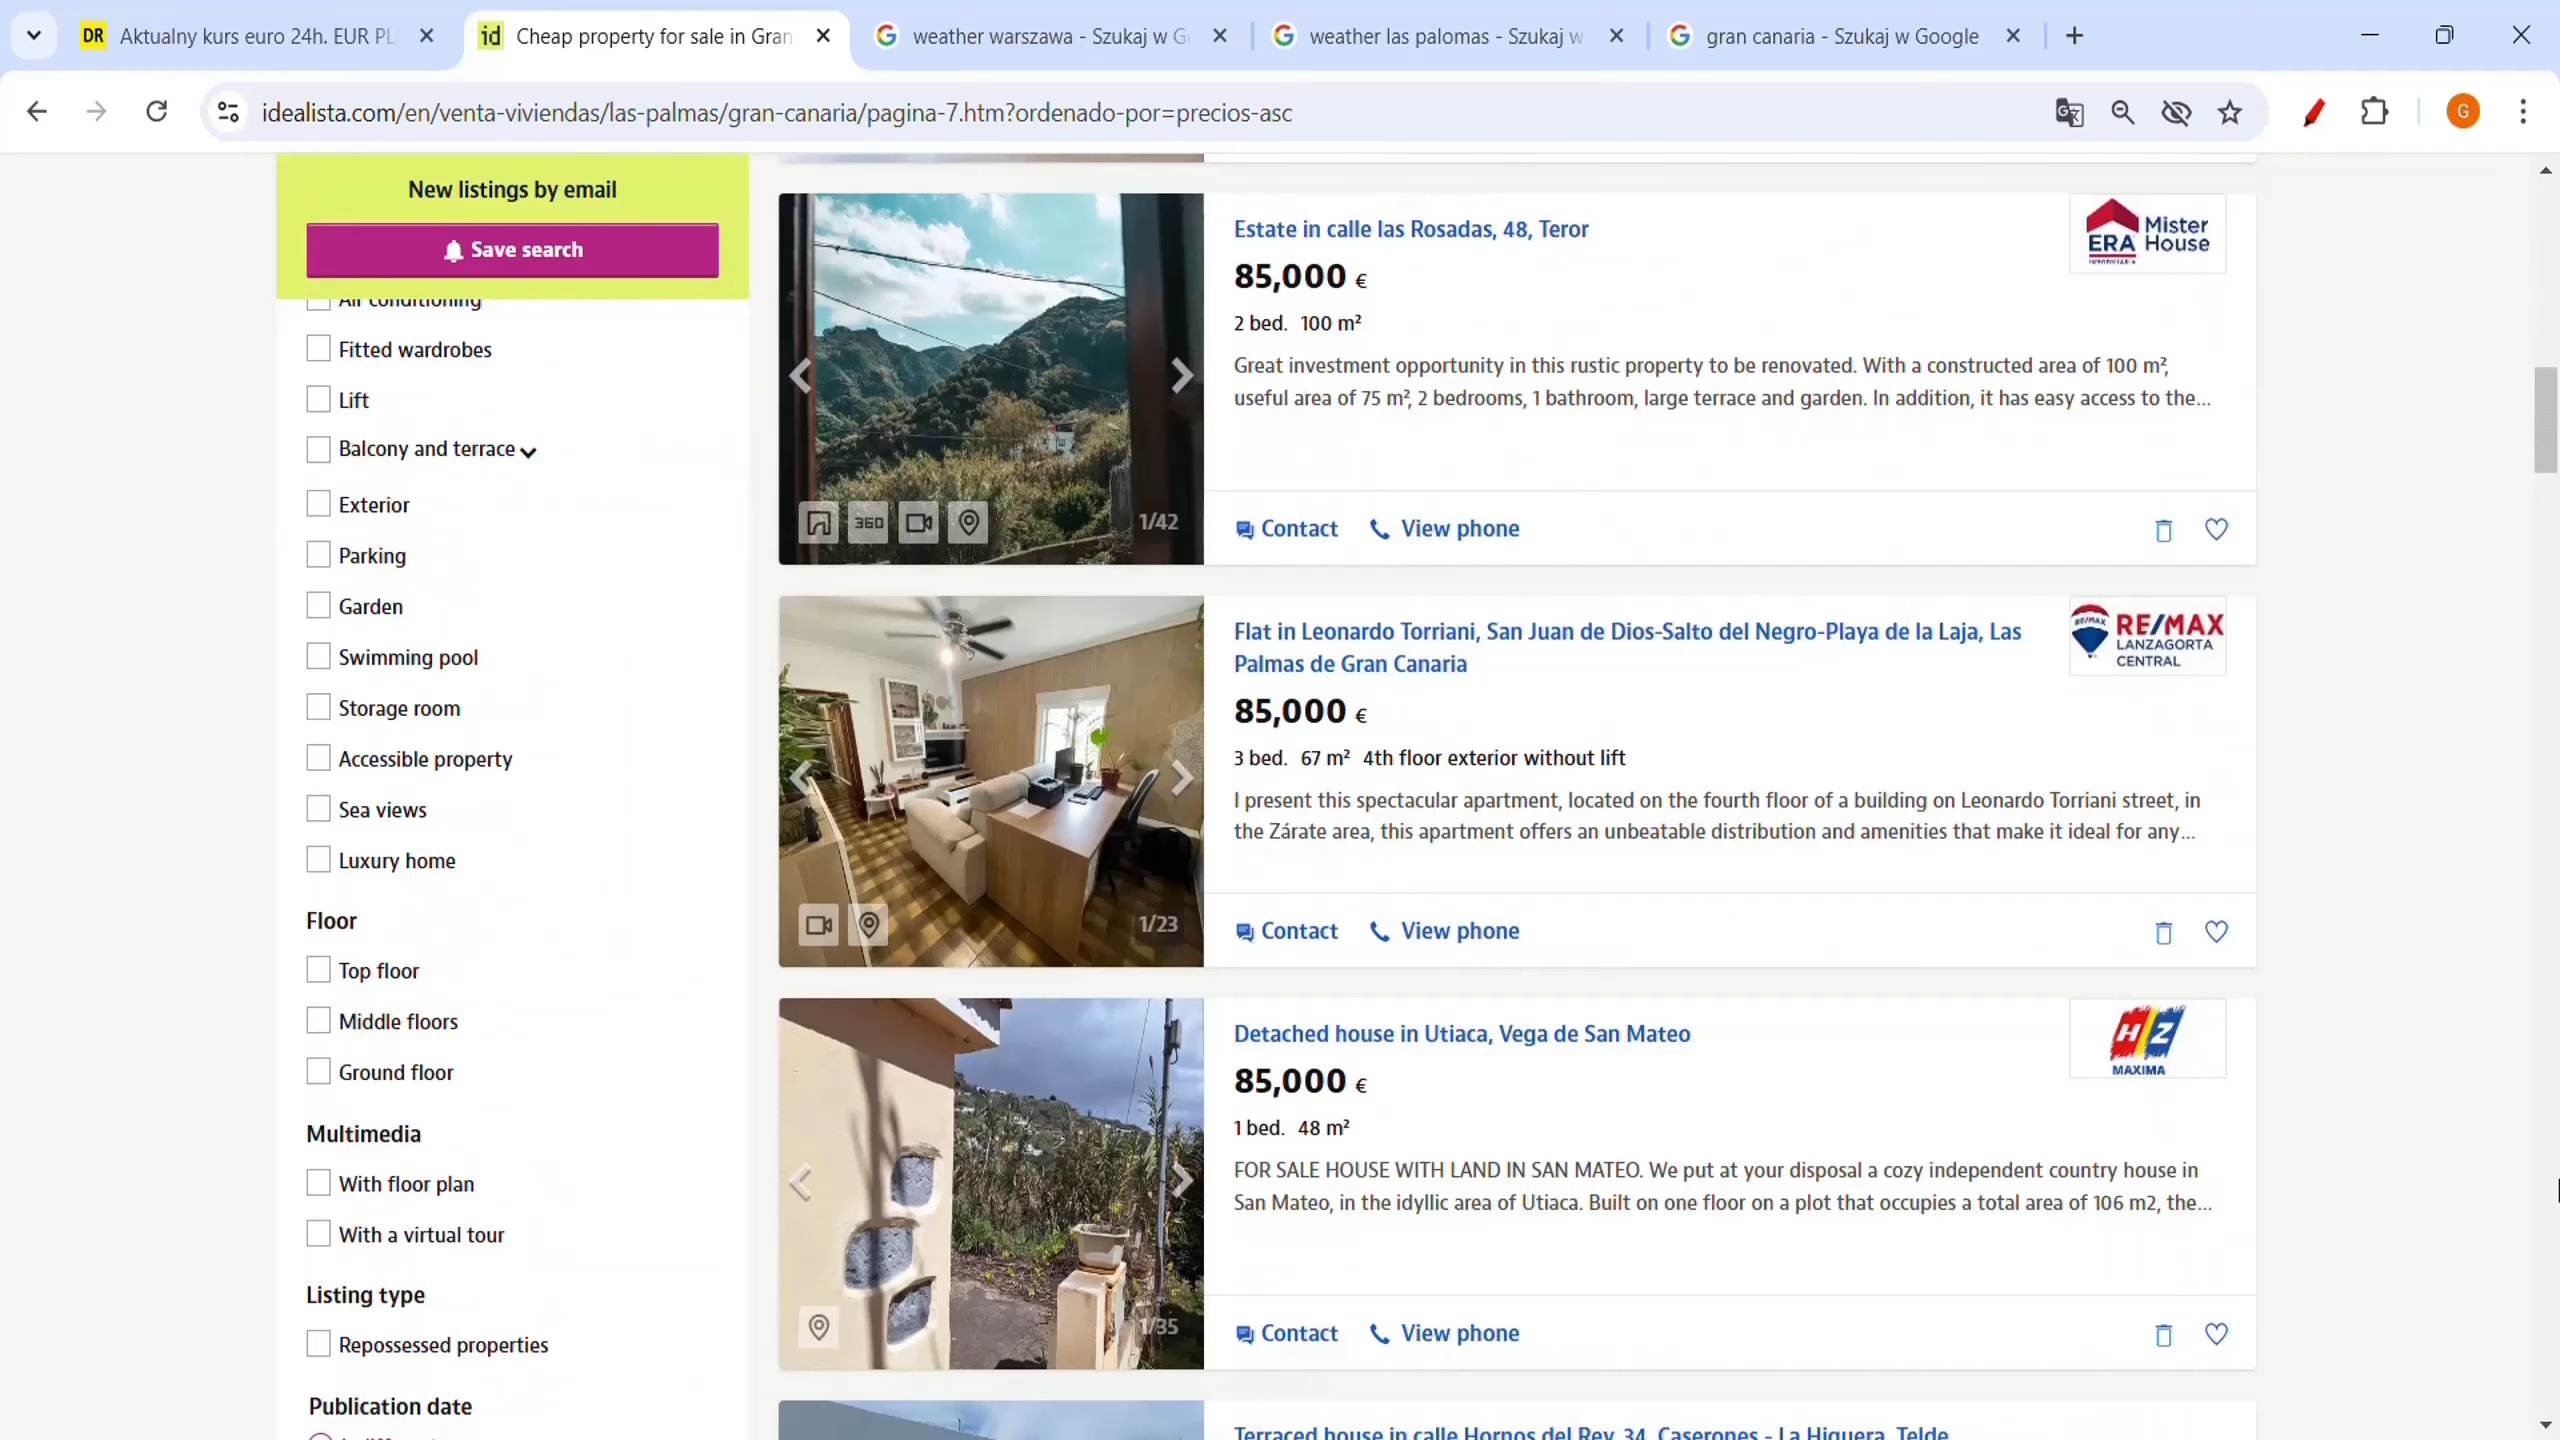 DR Aktualny kurs euro 24h. EUR PL
id Cheap property for sale in Gran
weather warszawa - Szukaj w G
weather las palomas - Szukaj w
gran canaria - Szukaj w Google
idealista.com/en/venta-viviendas/las-palmas/gran-canaria/pagina-7.htm?ordenado-por=precios-asc
G
New listings by email
Save search
Air conditioning
Fitted wardrobes
Lift
Balcony and terrace
Exterior
Parking
Garden
Swimming pool
Storage room
Accessible property
Sea views
Luxury home
Floor
Top floor
Middle floors
Ground floor
Multimedia
With floor plan
With a virtual tour
Listing type
Repossessed properties
Publication date
Estate in calle las Rosadas, 48, Teror
85,000 €
2 bed. 100 m²
Great investment opportunity in this rustic property to be renovated. With a constructed area of 100 m²,
useful area of 75 m², 2 bedrooms, 1 bathroom, large terrace and garden. In addition, it has easy access to the...
ERA Mister House
INMOBILIARIA
360
1/42
Contact View phone
Flat in Leonardo Torriani, San Juan de Dios-Salto del Negro-Playa de la Laja, Las
Palmas de Gran Canaria
85,000 €
3 bed. 67 m² 4th floor exterior without lift
I present this spectacular apartment, located on the fourth floor of a building on Leonardo Torriani street, in
the Zárate area, this apartment offers an unbeatable distribution and amenities that make it ideal for any...
RE/MAX
RE/MAX
LANZAGORTA
CENTRAL
1/23
Contact View phone
Detached house in Utiaca, Vega de San Mateo
85,000 €
1 bed. 48 m²
FOR SALE HOUSE WITH LAND IN SAN MATEO. We put at your disposal a cozy independent country house in
San Mateo, in the idyllic area of Utiaca. Built on one floor on a plot that occupies a total area of 106 m2, the...
HZ
MAXIMA
1/35
Contact View phone
Terraced house in calle Hornos del Rey, 34, Caserones - La Higuera, Telde